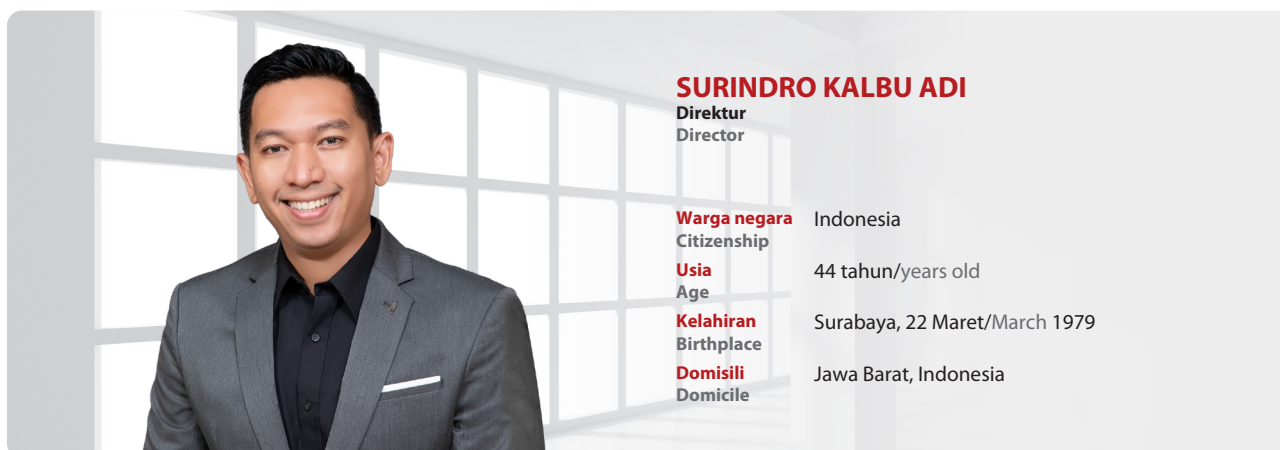 SURINDRO KALBU ADI
Direktur
Director
Warga negara Indonesia
Citizenship
Usia 44 tahun/years old
Age
Kelahiran Surabaya, 22 Maret/March 1979
Birthplace
Domisili Jawa Barat, Indonesia
Domicile